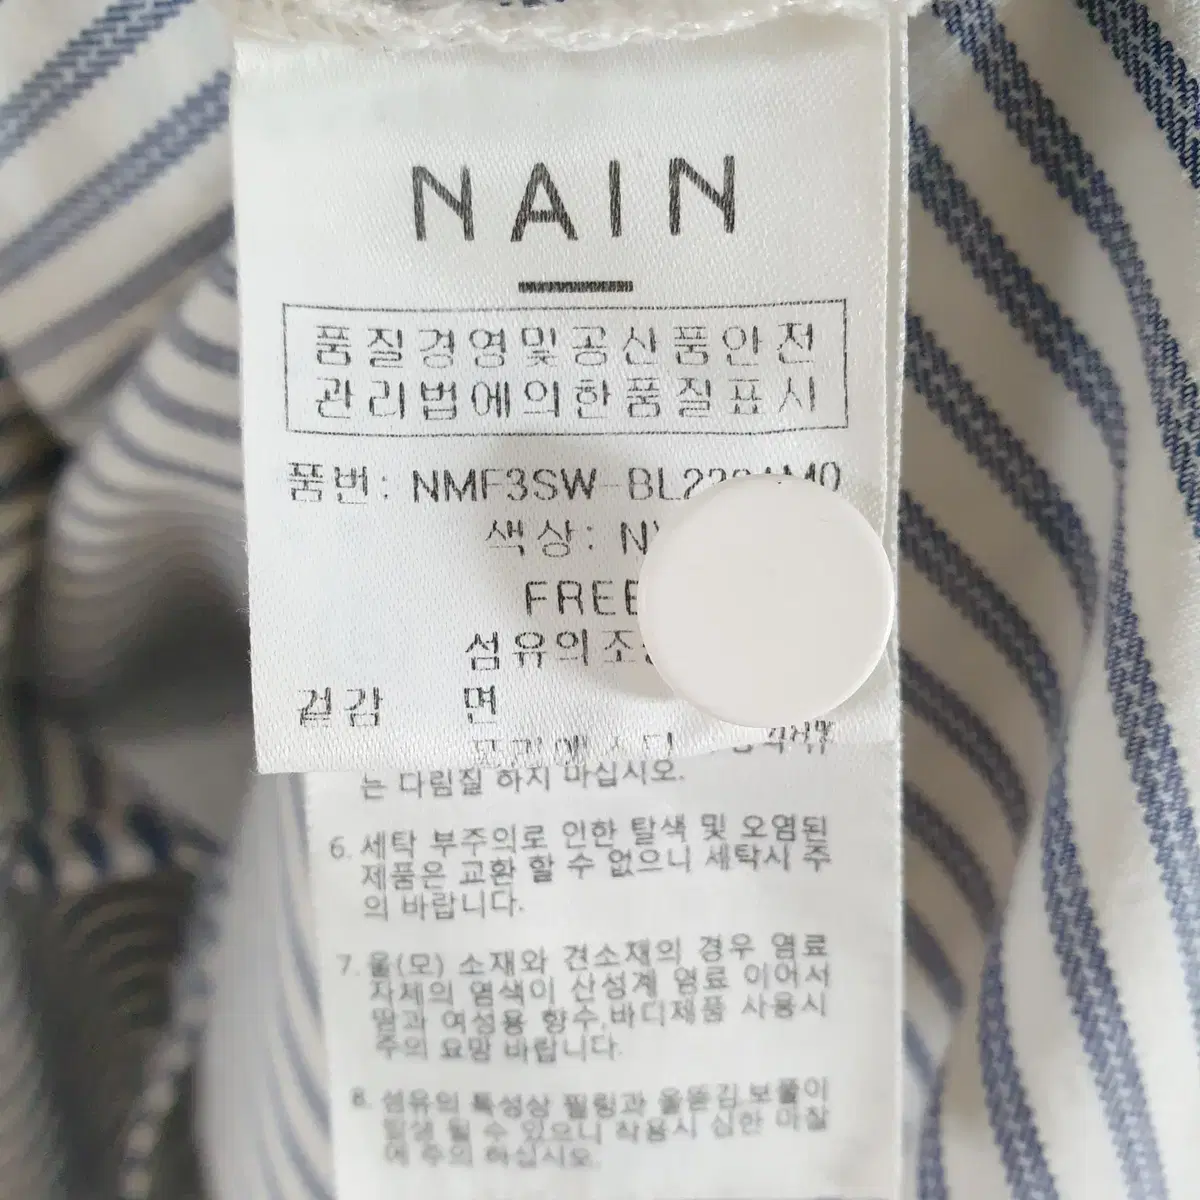 NAIN
품질경영및공산품안전
관리법에의한품질표시
품번: NMF3SW-
색상:
FREE
섬유의
겉감 면
는 다림질 하지 마십시오.
6. 세탁 부주의로 인한 탈색 및 오염된
제품은 교환 할 수 없으니 세탁시 주
의 바랍니다.
7. 울(모) 소재와 견소재의 경우 염료
자체의 염색이 산성계 염료 이어서
땀과 여성용 향수,바디제품 사용시
주의 요망 바랍니다.
8. 섬유의 특성상 필링과 올뜯김,보풀이
발생 될 수 있으니 착용시 심한 마찰
에 주의 하십시오.